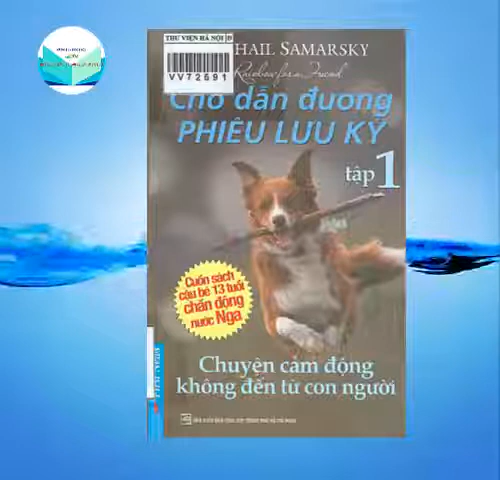 THƯ VIỆN HÀ NỘI
VV72691
HAIL SAMARSKY
Rainbow for a Friend
Chó dẫn đường
PHIÊU LƯU KÝ
tập 1
Cuốn sách
cậu bé 13 tuổi
chấn động
nước Nga
Chuyện cảm động
không đến từ con người